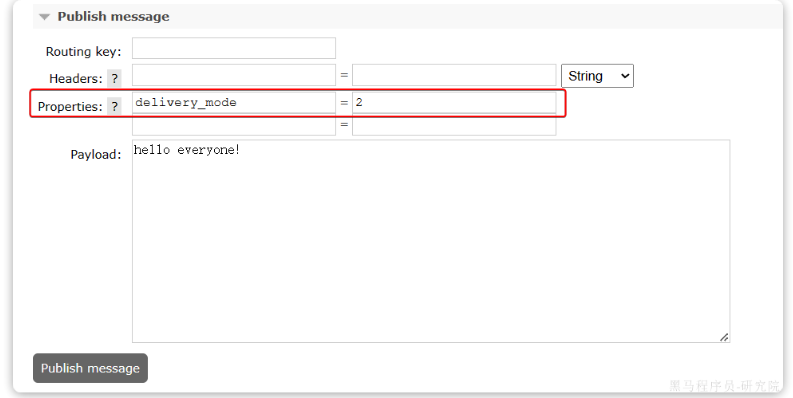 Publish message
Routing key:
Headers: ? = String
Properties: ? delivery_mode = 2
=
Payload: hello everyone!
Publish message
黑马程序员-研究院